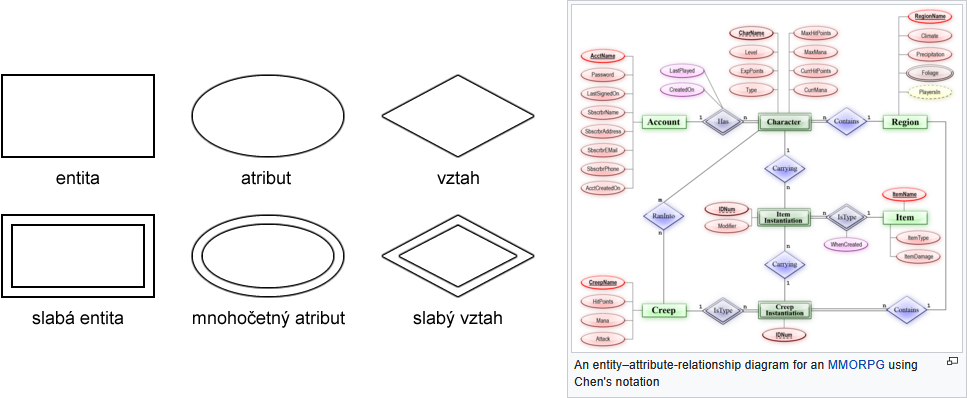 entita
atribut
vztah
slabá entita
mnohočetný atribut
slabý vztah
AcctName
Password
LastSignedOn
SbscrbrName
SbscrbrAddress
SbscrbrEMail
SbscrbrPhone
AcctCreatedOn
LastPlayed
CreatedOn
CharName
Level
ExpPoints
Type
MaxHitPoints
MaxMana
CurrHitPoints
CurrMana
RegionName
Climate
Precipitation
Foliage
PlayersIn
Account
1
Has
n
Character
n
Contains
1
Region
1
Carrying
n
m
RanInto
n
IDNum
Modifier
Item
Instantiation
n
IsType
1
Item
ItemName
ItemType
ItemDamage
WhenCreated
n
Carrying
1
CreepName
HitPoints
Mana
Attack
Creep
1
IsType
n
Creep
Instantiation
IDNum
n
Contains
1
An entity–attribute-relationship diagram for an MMORPG using
Chen's notation